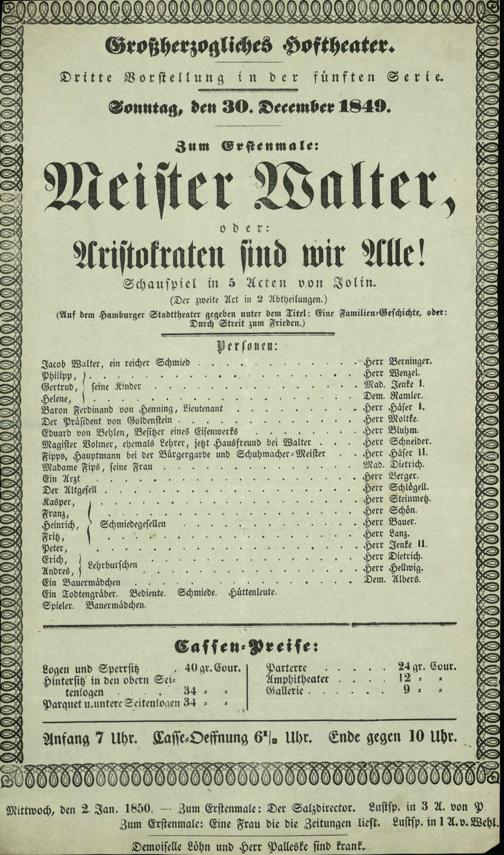 Großherzogliches Hoftheater.
Dritte Vorstellung in der fünften Serie.
Sonntag, den 30. December 1849.
Zum Erstenmale:
Meister Walter,
oder:
Aristokraten sind wir Alle!
Schauspiel in 5 Acten von Jolin.
(Der zweite Act in 2 Abtheilungen.)
(Auf dem Hamburger Stadttheater gegeben unter dem Titel: Eine Familien-Geschichte, oder:
Durch Streit zum Frieden.)
Personen:
Jacob Walter, ein reicher Schmied . . . Herr Berninger.
Philipp, . . . Herr Wenzel.
Gertrud, } seine Kinder . . . Mad. Jenke I.
Helene, . . . Dem. Ramler.
Baron Ferdinand von Henning, Lieutenant . . . Herr Häser I.
Der Präsident von Goldenstein . . . Herr Moltke.
Eduard von Behlen, Besitzer eines Eisenwerks . . . Herr Bluhm.
Magister Volmer, ehemals Lehrer, jetzt Hausfreund bei Walter . . . Herr Schneider.
Fipps, Hauptmann bei der Bürgergarde und Schuhmacher-Meister . . . Herr Häser II.
Madame Fips, seine Frau . . . Mad. Dietrich.
Ein Arzt . . . Herr Berger.
Der Altgesell . . . Herr Schlögell.
Kasper, . . . Herr Steinmetz.
Franz, . . . Herr Schön.
Heinrich, } Schmiedegesellen . . . Herr Bauer.
Fritz, . . . Herr Lanz.
Peter, . . . Herr Jenke II.
Erich, } Lehrburschen . . . Herr Dietrich.
Andres, . . . Herr Hellwig.
Ein Bauermädchen . . . Dem. Albers.
Ein Todtengräber. Bediente. Schmiede. Hüttenleute.
Spieler. Bauermädchen.
Cassen-Preise:
Logen und Sperrsitz . . 40 gr. Cour.
Hintersitz in den obern Sei-
tenlogen . . . 34 = =
Parquet u. untere Seitenlogen 34 = =
Parterre . . . . . 24 gr. Cour.
Amphitheater . . . . 12 = =
Gallerie . . . . . 9 = =
Anfang 7 Uhr. Casse-Oeffnung 6 1/2 Uhr. Ende gegen 10 Uhr.
Mittwoch, den 2. Jan. 1850. — Zum Erstenmale: Der Salzdirector. Lustsp. in 3 A. von P.
Zum Erstenmale: Eine Frau die die Zeitungen liest. Lustsp. in 1 A. v. Wehl.
Demoiselle Löhn und Herr Palleske sind krank.